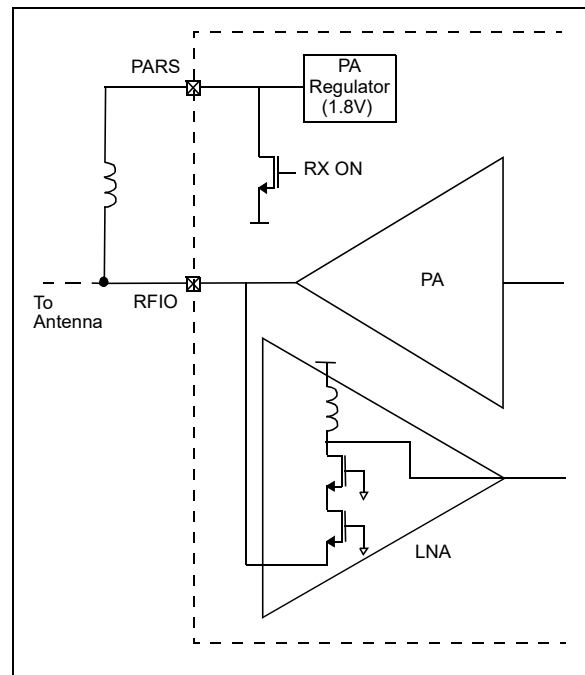 PARS
PA
Regulator
(1.8V)
RX ON
PA
RFIO
To
Antenna
LNA